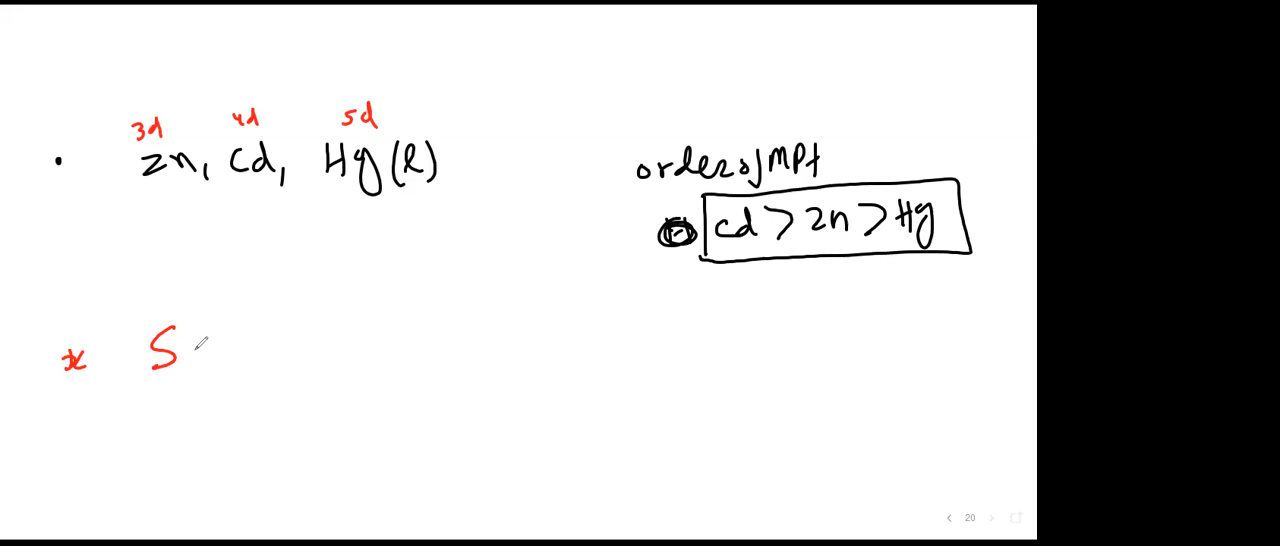 3d 4d 5d
• Zn, Cd, Hg(l)
order of MPt
Cd > Zn > Hg
* S
20